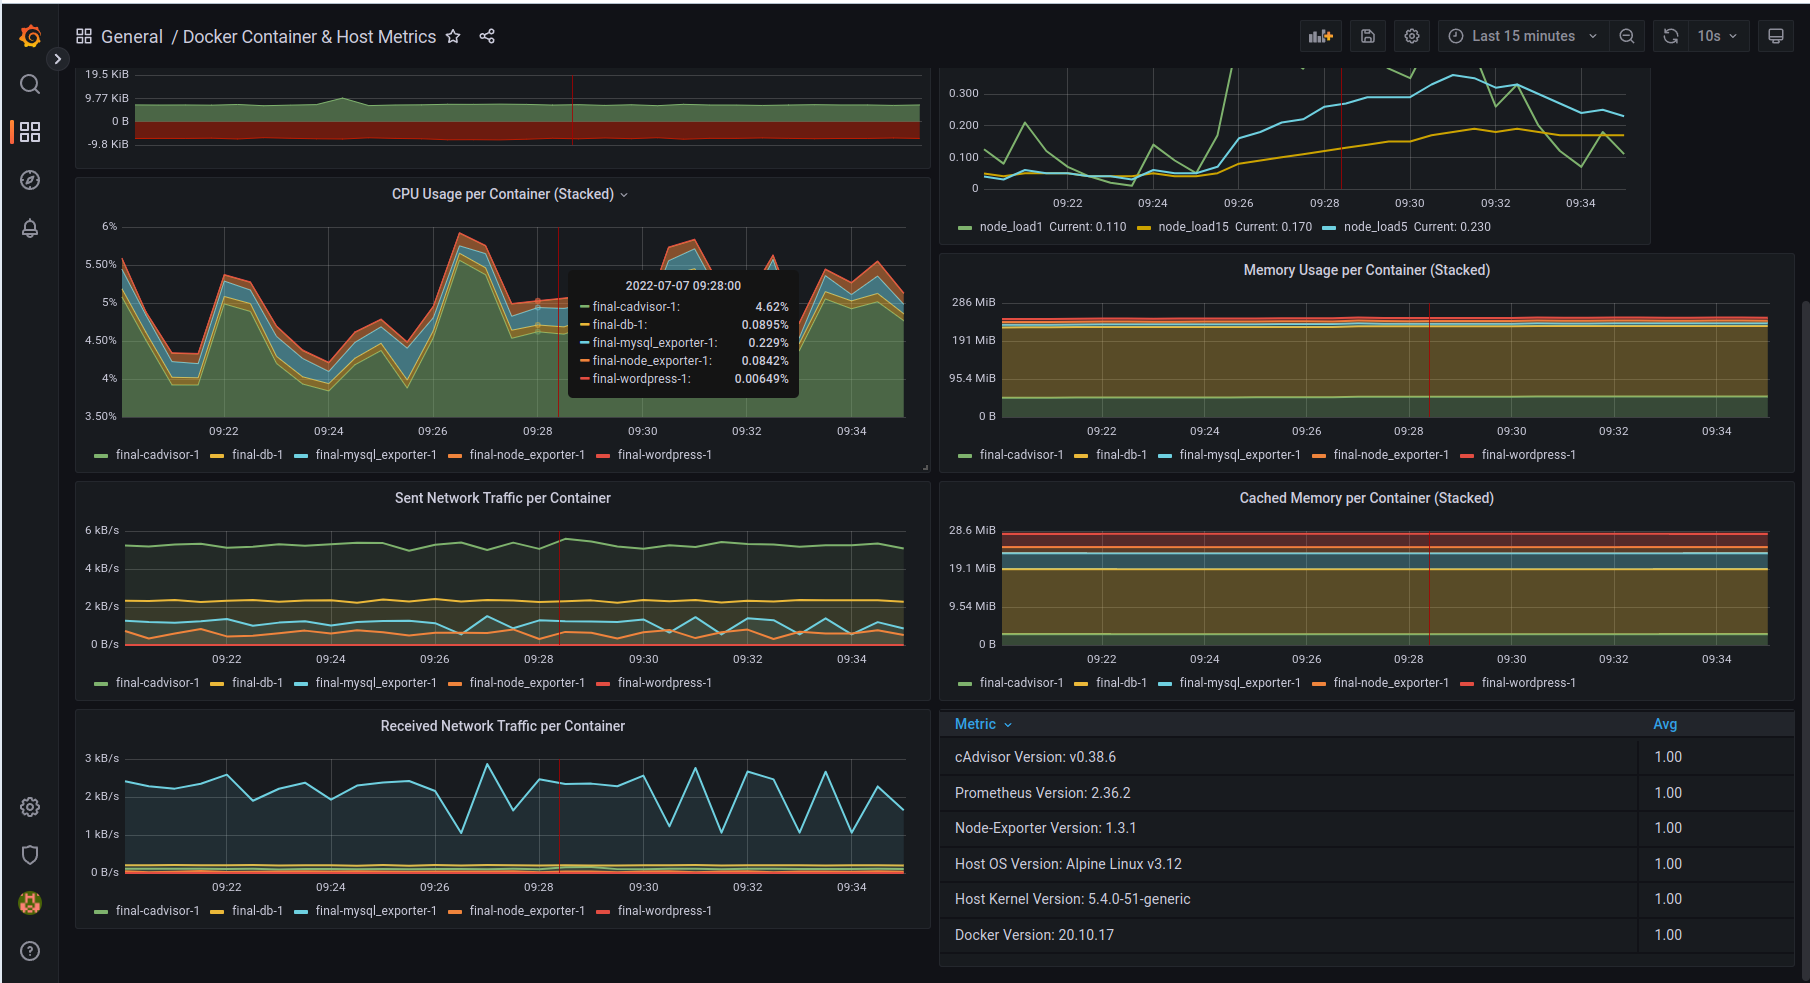 General / Docker Container & Host Metrics
Last 15 minutes
10s
19.5 KiB
9.77 KiB
0 B
-9.8 KiB
0.300
0.200
0.100
0
09:22 09:24 09:26 09:28 09:30 09:32 09:34
node_load1 Current: 0.110 node_load15 Current: 0.170 node_load5 Current: 0.230
CPU Usage per Container (Stacked)
6%
5.50%
5%
4.50%
4%
3.50%
09:22 09:24 09:26 09:28 09:30 09:32 09:34
final-cadvisor-1 final-db-1 final-mysql_exporter-1 final-node_exporter-1 final-wordpress-1
2022-07-07 09:28:00
final-cadvisor-1: 4.62%
final-db-1: 0.0895%
final-mysql_exporter-1: 0.229%
final-node_exporter-1: 0.0842%
final-wordpress-1: 0.00649%
Memory Usage per Container (Stacked)
286 MiB
191 MiB
95.4 MiB
0 B
09:22 09:24 09:26 09:28 09:30 09:32 09:34
final-cadvisor-1 final-db-1 final-mysql_exporter-1 final-node_exporter-1 final-wordpress-1
Sent Network Traffic per Container
6 kB/s
4 kB/s
2 kB/s
0 B/s
09:22 09:24 09:26 09:28 09:30 09:32 09:34
final-cadvisor-1 final-db-1 final-mysql_exporter-1 final-node_exporter-1 final-wordpress-1
Cached Memory per Container (Stacked)
28.6 MiB
19.1 MiB
9.54 MiB
0 B
09:22 09:24 09:26 09:28 09:30 09:32 09:34
final-cadvisor-1 final-db-1 final-mysql_exporter-1 final-node_exporter-1 final-wordpress-1
Received Network Traffic per Container
3 kB/s
2 kB/s
1 kB/s
0 B/s
09:22 09:24 09:26 09:28 09:30 09:32 09:34
final-cadvisor-1 final-db-1 final-mysql_exporter-1 final-node_exporter-1 final-wordpress-1
Metric Avg
cAdvisor Version: v0.38.6 1.00
Prometheus Version: 2.36.2 1.00
Node-Exporter Version: 1.3.1 1.00
Host OS Version: Alpine Linux v3.12 1.00
Host Kernel Version: 5.4.0-51-generic 1.00
Docker Version: 20.10.17 1.00